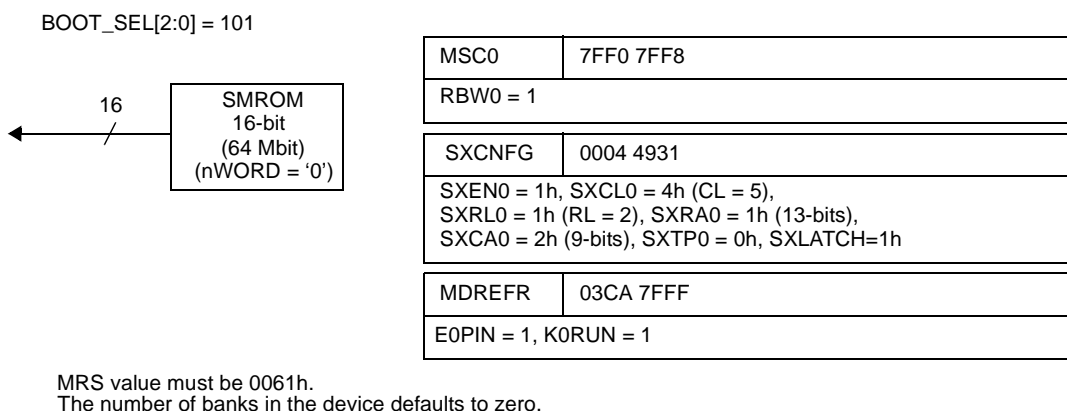 BOOT_SEL[2:0] = 101
16
SMROM
16-bit
(64 Mbit)
(nWORD = ‘0’)
MSC0 7FF0 7FF8
RBW0 = 1
SXCNFG 0004 4931
SXEN0 = 1h, SXCL0 = 4h (CL = 5),
SXRL0 = 1h (RL = 2), SXRA0 = 1h (13-bits),
SXCA0 = 2h (9-bits), SXTP0 = 0h, SXLATCH=1h
MDREFR 03CA 7FFF
E0PIN = 1, K0RUN = 1
MRS value must be 0061h.
The number of banks in the device defaults to zero.